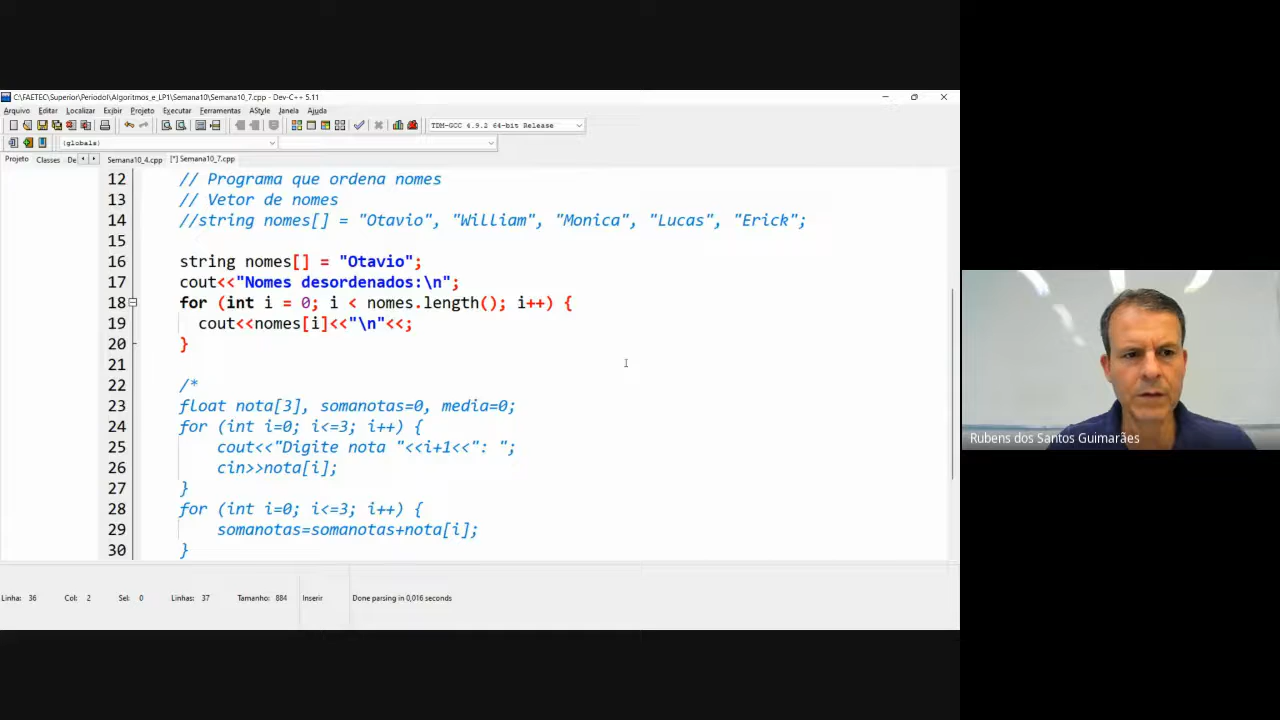 C:\FAETEC\Superior\PeriodoI\Algoritmos_e_LP1\Semana10\Semana10_7.cpp - Dev-C++ 5.11
Arquivo Editar Localizar Exibir Projeto Executar Ferramentas AStyle Janela Ajuda
TDM-GCC 4.9.2 64-bit Release
(globals)
Projeto Classes De Semana10_4.cpp [*] Semana10_7.cpp
12 // Programa que ordena nomes
13 // Vetor de nomes
14 //string nomes[] = "Otavio", "William", "Monica", "Lucas", "Erick";
15
16 string nomes[] = "Otavio";
17 cout<<"Nomes desordenados:\n";
18 for (int i = 0; i < nomes.length(); i++) {
19 cout<<nomes[i]<<"\n"<<;
20 }
21
22 /*
23 float nota[3], somanotas=0, media=0;
24 for (int i=0; i<=3; i++) {
25 cout<<"Digite nota "<<i+1<<": ";
26 cin>>nota[i];
27 }
28 for (int i=0; i<=3; i++) {
29 somanotas=somanotas+nota[i];
30 }
Linha: 36 Col: 2 Sel: 0 Linhas: 37 Tamanho: 884 Inserir Done parsing in 0,016 seconds
Rubens dos Santos Guimarães